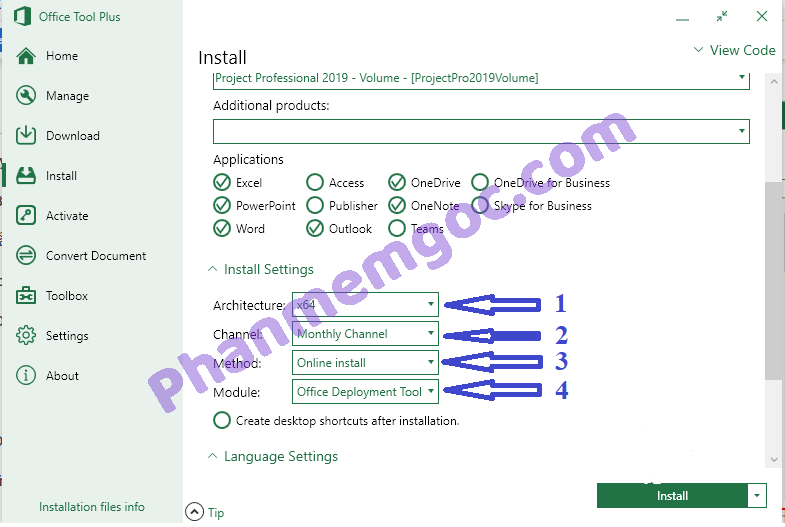 Office Tool Plus
Home
Manage
Download
Install
Activate
Convert Document
Toolbox
Settings
About
Installation files info
Install
View Code
Project Professional 2019 - Volume - [ProjectPro2019Volume]
Additional products:
Applications
Excel Access OneDrive OneDrive for Business
PowerPoint Publisher OneNote Skype for Business
Word Outlook Teams
Install Settings
Architecture: x64 1
Channel: Monthly Channel 2
Method: Online install 3
Module: Office Deployment Tool 4
Create desktop shortcuts after installation.
Language Settings
Tip
Install
Phanmemgoc.com